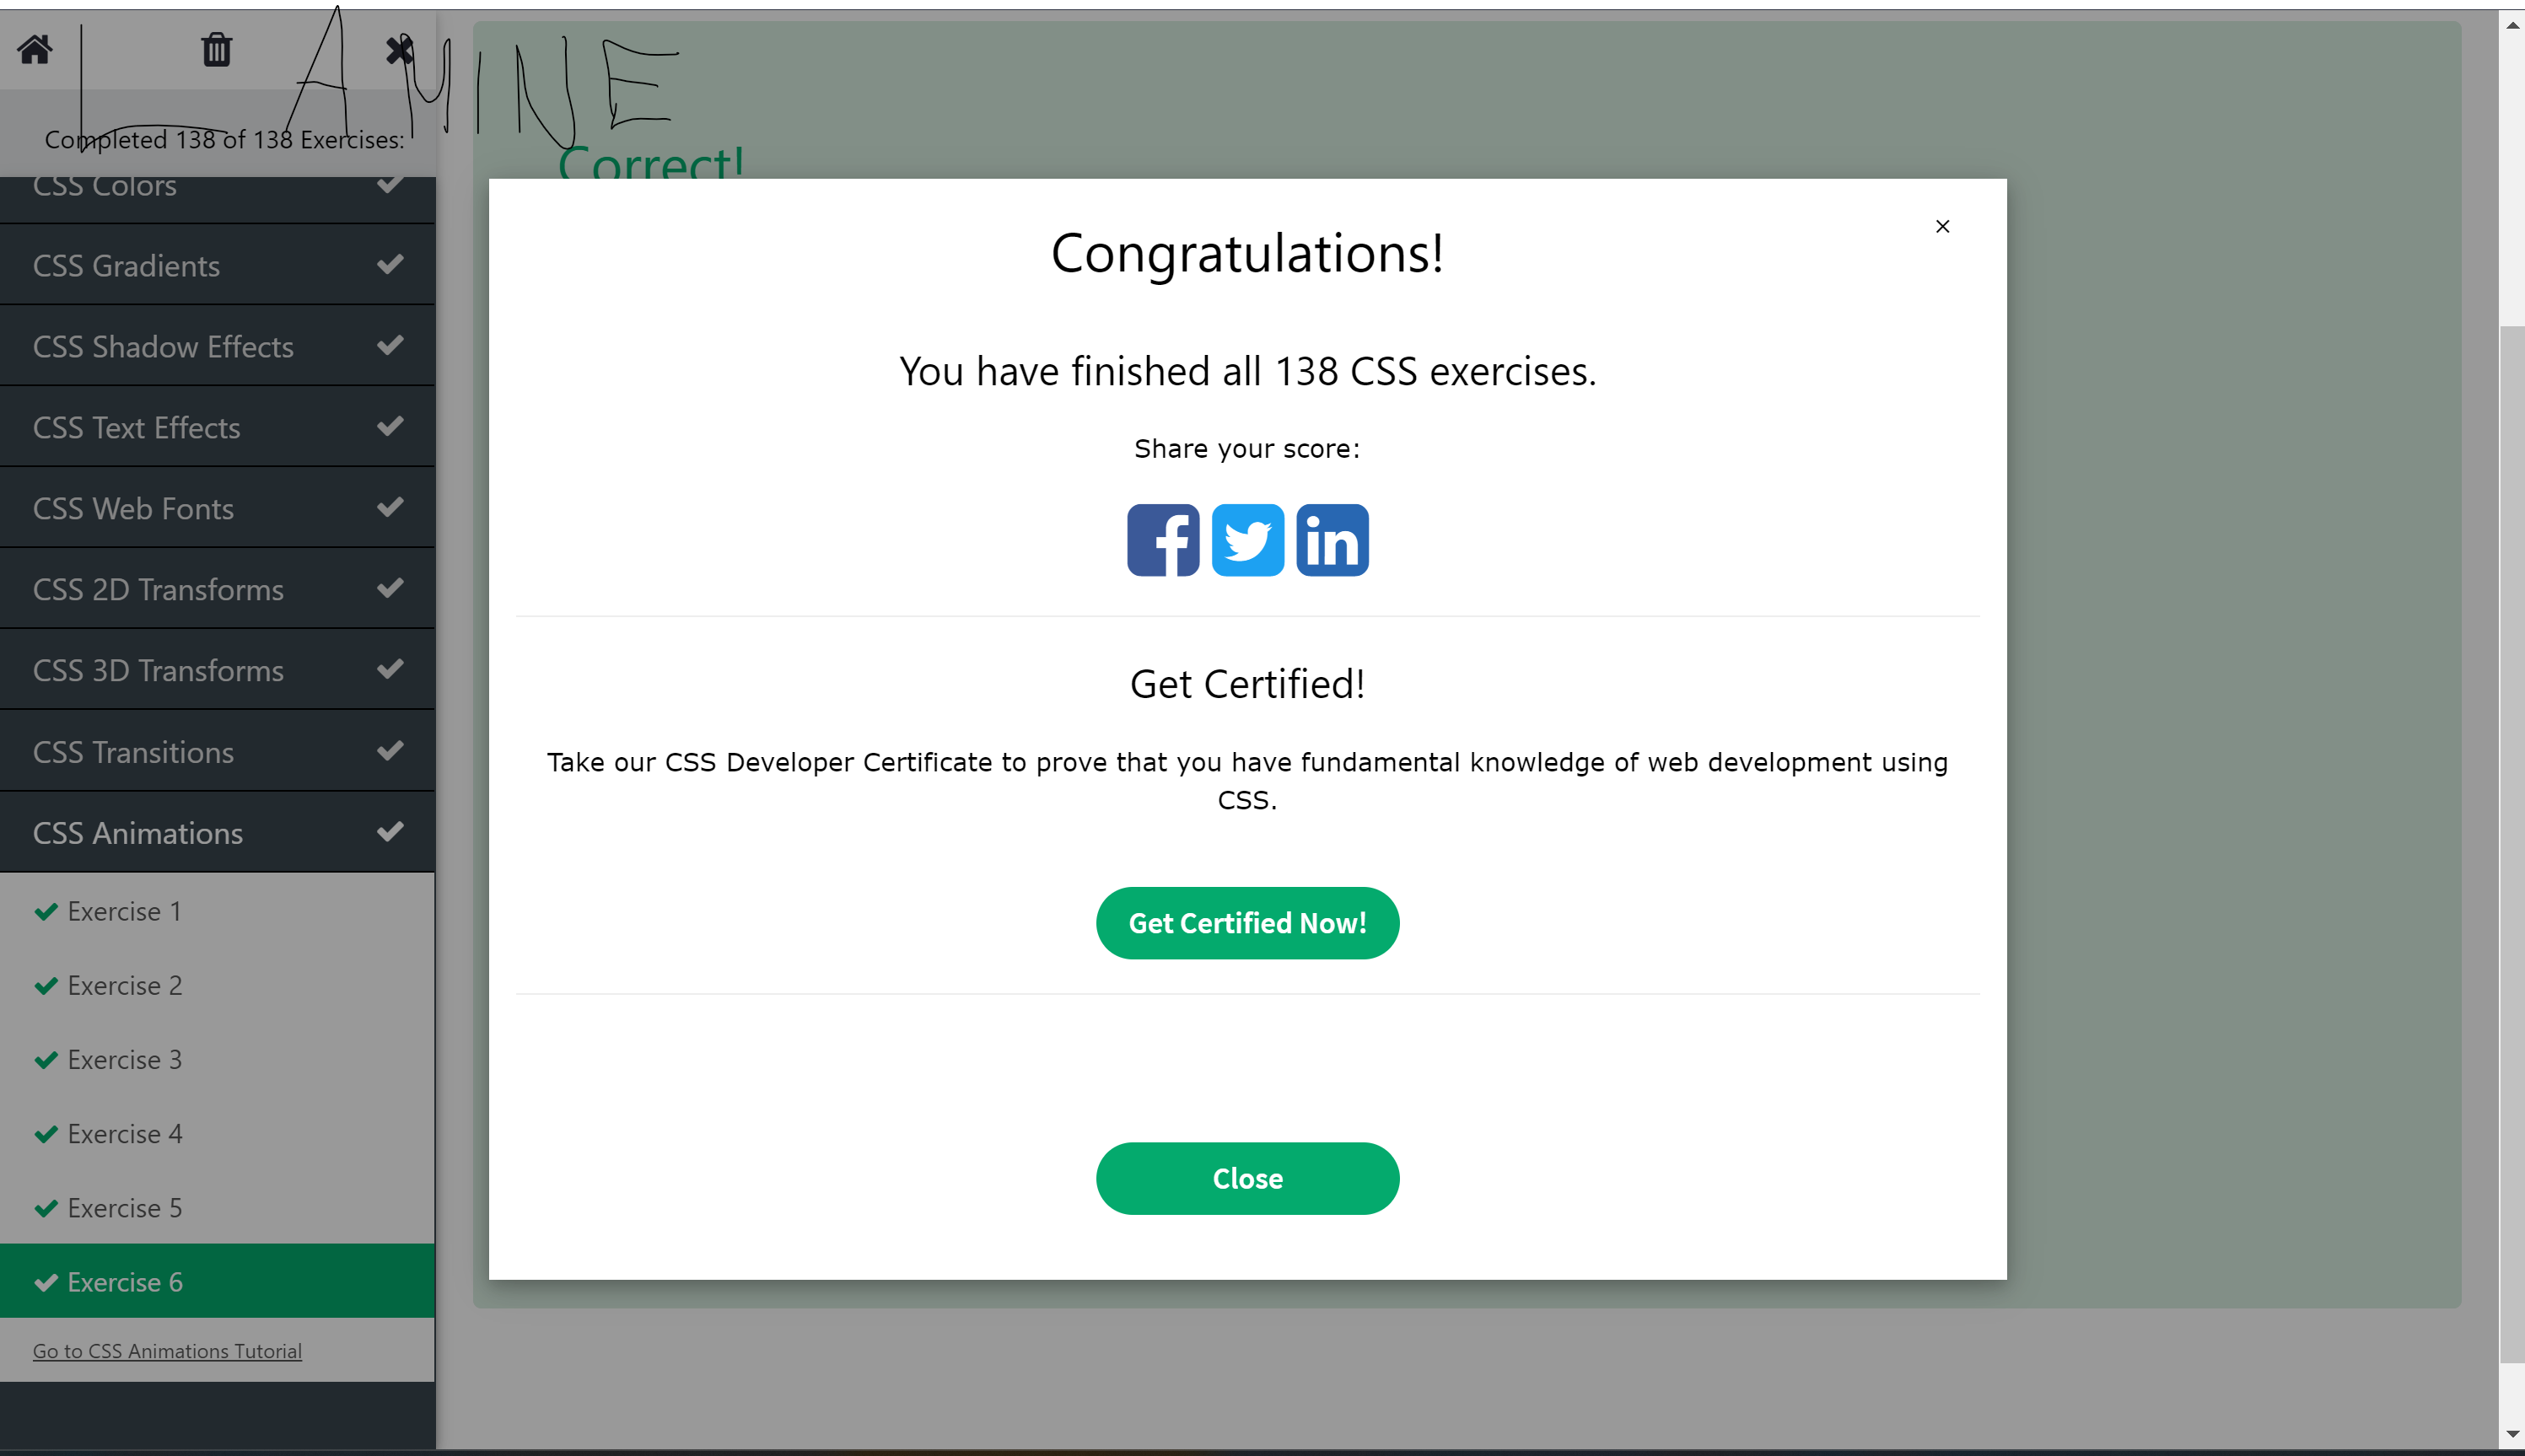 L AMINE
Completed 138 of 138 Exercises:
CSS Colors
CSS Gradients
CSS Shadow Effects
CSS Text Effects
CSS Web Fonts
CSS 2D Transforms
CSS 3D Transforms
CSS Transitions
CSS Animations
Exercise 1
Exercise 2
Exercise 3
Exercise 4
Exercise 5
Exercise 6
Go to CSS Animations Tutorial
Correct!
×
Congratulations!
You have finished all 138 CSS exercises.
Share your score:
f
in
Get Certified!
Take our CSS Developer Certificate to prove that you have fundamental knowledge of web development using
CSS.
Get Certified Now!
Close